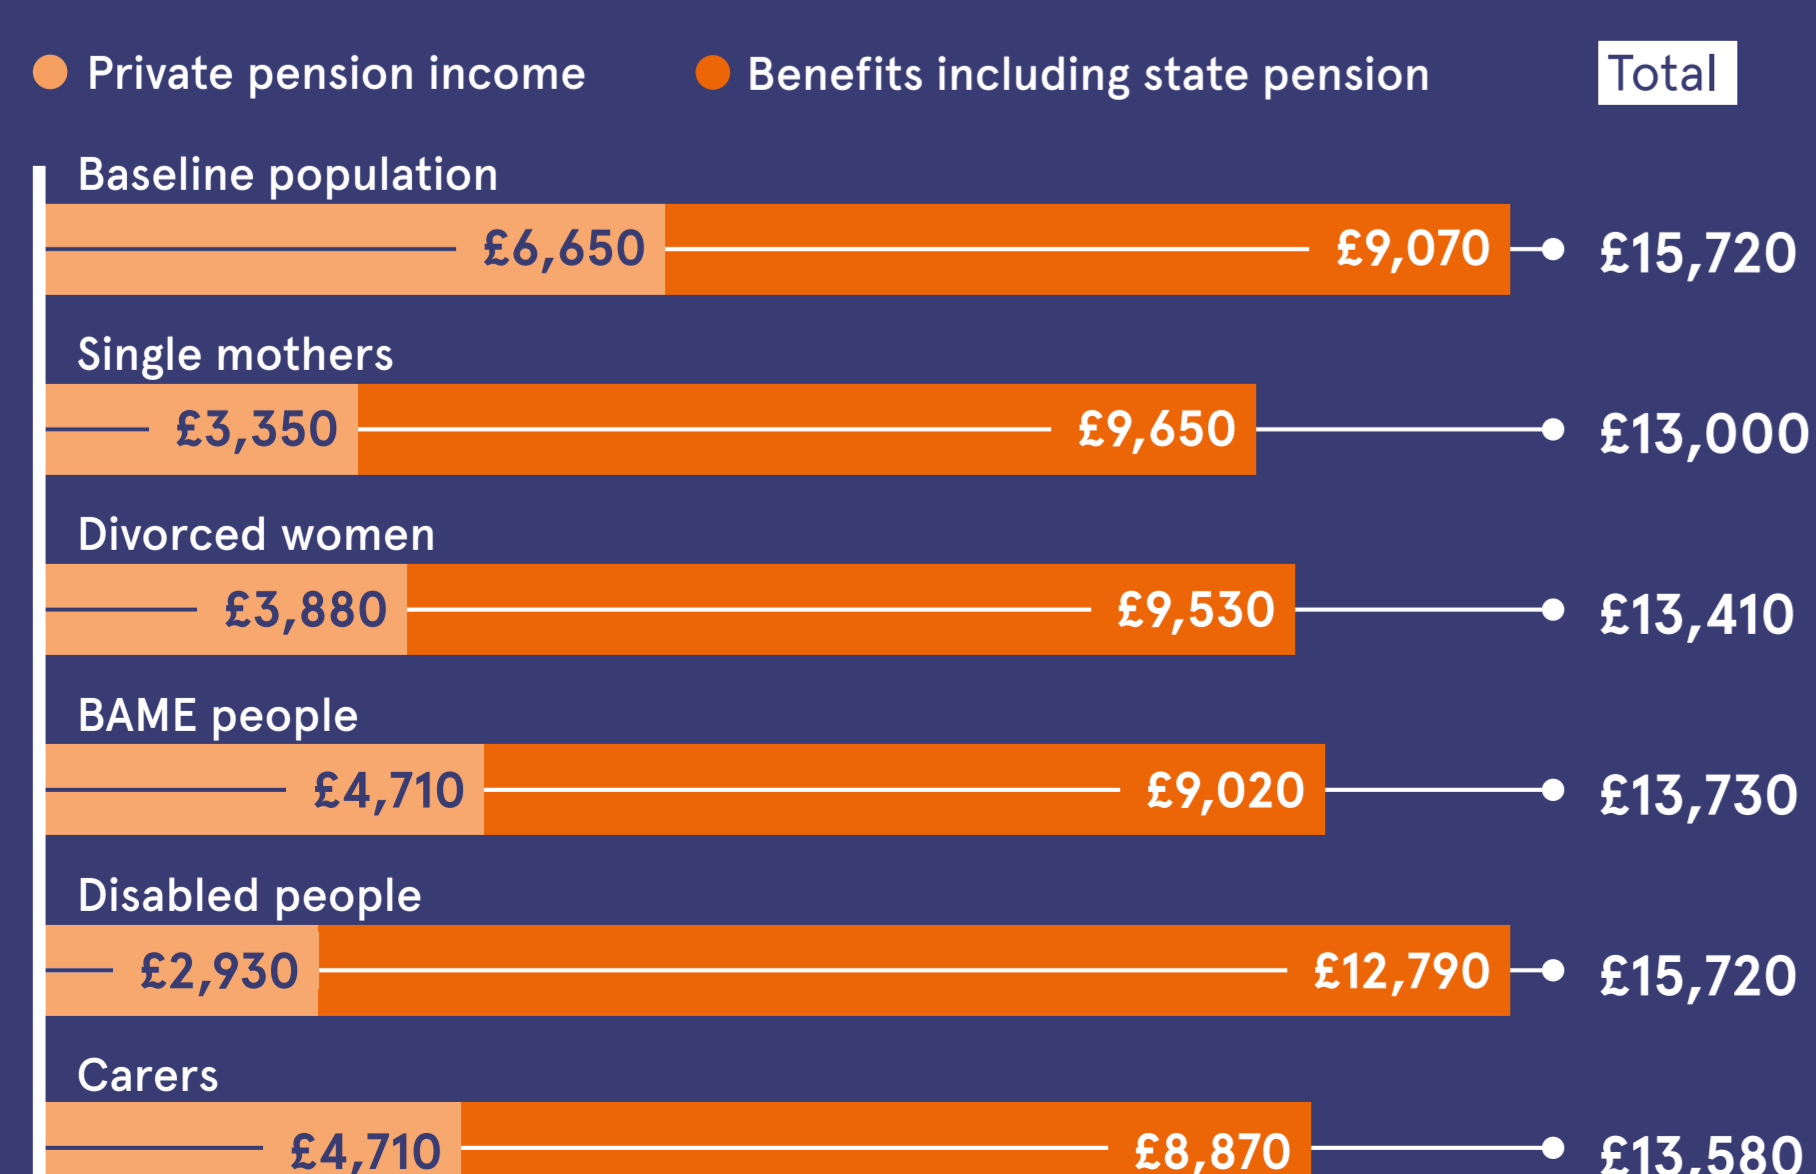 Private pension income Benefits including state pension Total
Baseline population
£6,650 £9,070 £15,720
Single mothers
£3,350 £9,650 £13,000
Divorced women
£3,880 £9,530 £13,410
BAME people
£4,710 £9,020 £13,730
Disabled people
£2,930 £12,790 £15,720
Carers
£4,710 £8,870 £13,580